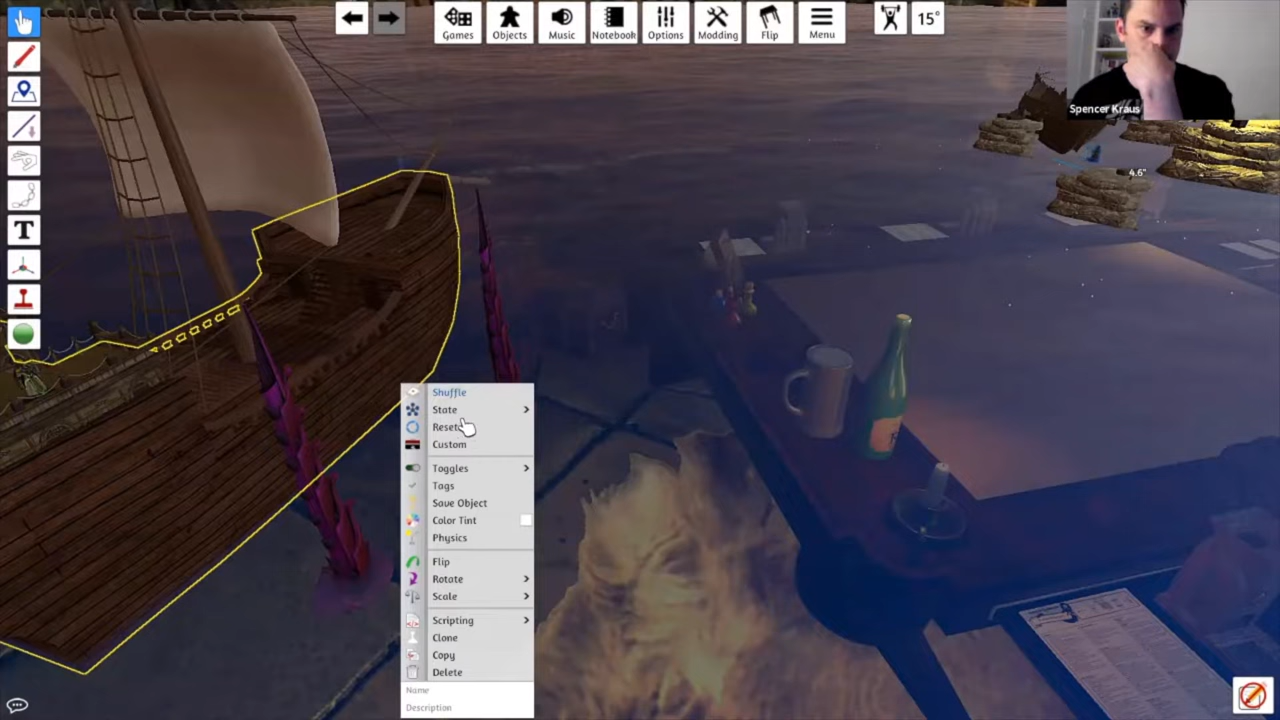 Games
Objects
Music
Notebook
Options
Modding
Flip
Menu
15°
Spencer Kraus
4.6"
T
Shuffle
State
Reset
Custom
Toggles
Tags
Save Object
Color Tint
Physics
Flip
Rotate
Scale
Scripting
Clone
Copy
Delete
Name
Description